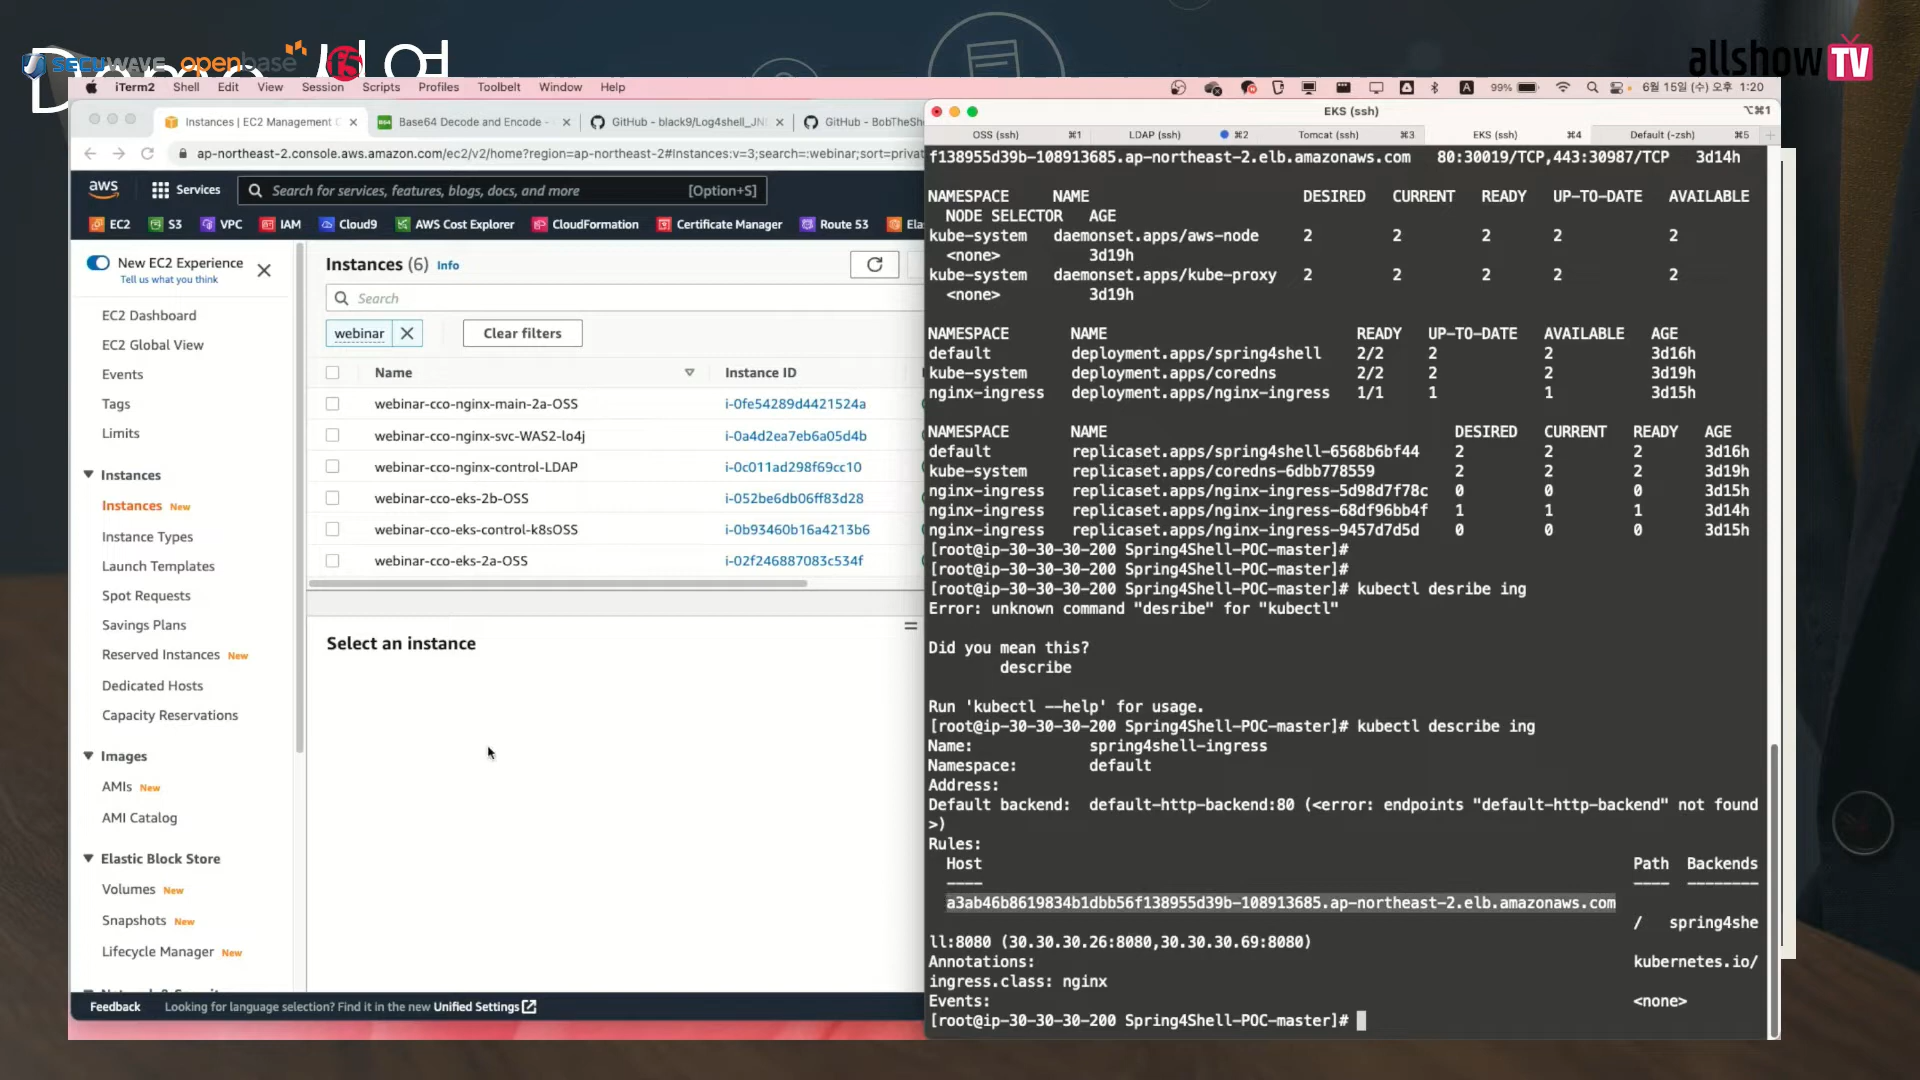 SECUWAVE openbase f5
allshow TV
iTerm2 Shell Edit View Session Scripts Profiles Toolbelt Window Help
99% 6월 15일 (수) 오후 1:20
Instances | EC2 Management C
Base64 Decode and Encode -
GitHub - black9/Log4shell_JNI
GitHub - BobTheSh
ap-northeast-2.console.aws.amazon.com/ec2/v2/home?region=ap-northeast-2#Instances:v=3;search=:webinar;sort=privat
aws Services Search for services, features, blogs, docs, and more [Option+S]
EC2 S3 VPC IAM Cloud9 AWS Cost Explorer CloudFormation Certificate Manager Route 53 Ela
New EC2 Experience
Tell us what you think
EC2 Dashboard
EC2 Global View
Events
Tags
Limits
Instances
Instances New
Instance Types
Launch Templates
Spot Requests
Savings Plans
Reserved Instances New
Dedicated Hosts
Capacity Reservations
Images
AMIs New
AMI Catalog
Elastic Block Store
Volumes New
Snapshots New
Lifecycle Manager New
Instances (6) Info
Search
webinar
Clear filters
Name Instance ID
webinar-cco-nginx-main-2a-OSS i-0fe54289d4421524a
webinar-cco-nginx-svc-WAS2-lo4j i-0a4d2ea7eb6a05d4b
webinar-cco-nginx-control-LDAP i-0c011ad298f69cc10
webinar-cco-eks-2b-OSS i-052be6db06ff83d28
webinar-cco-eks-control-k8sOSS i-0b93460b16a4213b6
webinar-cco-eks-2a-OSS i-02f246887083c534f
Select an instance
Feedback Looking for language selection? Find it in the new Unified Settings
EKS (ssh) ⌥⌘1
OSS (ssh) ⌘1 LDAP (ssh) ⌘2 Tomcat (ssh) ⌘3 EKS (ssh) ⌘4 Default (-zsh) ⌘5
f138955d39b-108913685.ap-northeast-2.elb.amazonaws.com 80:30019/TCP,443:30987/TCP 3d14h
NAMESPACE NAME DESIRED CURRENT READY UP-TO-DATE AVAILABLE
NODE SELECTOR AGE
kube-system daemonset.apps/aws-node 2 2 2 2 2
<none> 3d19h
kube-system daemonset.apps/kube-proxy 2 2 2 2 2
<none> 3d19h
NAMESPACE NAME READY UP-TO-DATE AVAILABLE AGE
default deployment.apps/spring4shell 2/2 2 2 3d16h
kube-system deployment.apps/coredns 2/2 2 2 3d19h
nginx-ingress deployment.apps/nginx-ingress 1/1 1 1 3d15h
NAMESPACE NAME DESIRED CURRENT READY AGE
default replicaset.apps/spring4shell-6568b6bf44 2 2 2 3d16h
kube-system replicaset.apps/coredns-6dbb778559 2 2 2 3d19h
nginx-ingress replicaset.apps/nginx-ingress-5d98d7f78c 0 0 0 3d15h
nginx-ingress replicaset.apps/nginx-ingress-68df96bb4f 1 1 1 3d14h
nginx-ingress replicaset.apps/nginx-ingress-9457d7d5d 0 0 0 3d15h
[root@ip-30-30-30-200 Spring4Shell-POC-master]#
[root@ip-30-30-30-200 Spring4Shell-POC-master]#
[root@ip-30-30-30-200 Spring4Shell-POC-master]# kubectl desribe ing
Error: unknown command "desribe" for "kubectl"
Did you mean this?
describe
Run 'kubectl --help' for usage.
[root@ip-30-30-30-200 Spring4Shell-POC-master]# kubectl describe ing
Name: spring4shell-ingress
Namespace: default
Address:
Default backend: default-http-backend:80 (<error: endpoints "default-http-backend" not found
>)
Rules:
Host Path Backends
---- ---- --------
a3ab46b8619834b1dbb56f138955d39b-108913685.ap-northeast-2.elb.amazonaws.com
/ spring4she
ll:8080 (30.30.30.26:8080,30.30.30.69:8080)
Annotations: kubernetes.io/
ingress.class: nginx
Events: <none>
[root@ip-30-30-30-200 Spring4Shell-POC-master]#